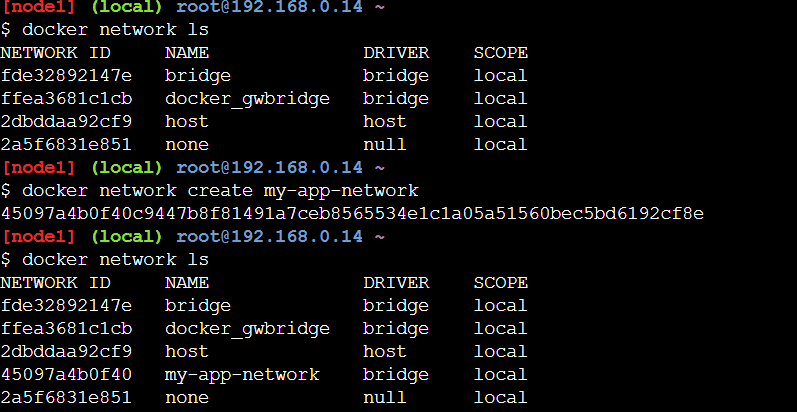 [node1] (local) root@192.168.0.14 ~
$ docker network ls
NETWORK ID     NAME              DRIVER    SCOPE
fde32892147e   bridge            bridge    local
ffea3681c1cb   docker_gwbridge   bridge    local
2dbddaa92cf9   host              host      local
2a5f6831e851   none              null      local
[node1] (local) root@192.168.0.14 ~
$ docker network create my-app-network
45097a4b0f40c9447b8f81491a7ceb8565534e1c1a05a51560bec5bd6192cf8e
[node1] (local) root@192.168.0.14 ~
$ docker network ls
NETWORK ID     NAME              DRIVER    SCOPE
fde32892147e   bridge            bridge    local
ffea3681c1cb   docker_gwbridge   bridge    local
2dbddaa92cf9   host              host      local
45097a4b0f40   my-app-network    bridge    local
2a5f6831e851   none              null      local